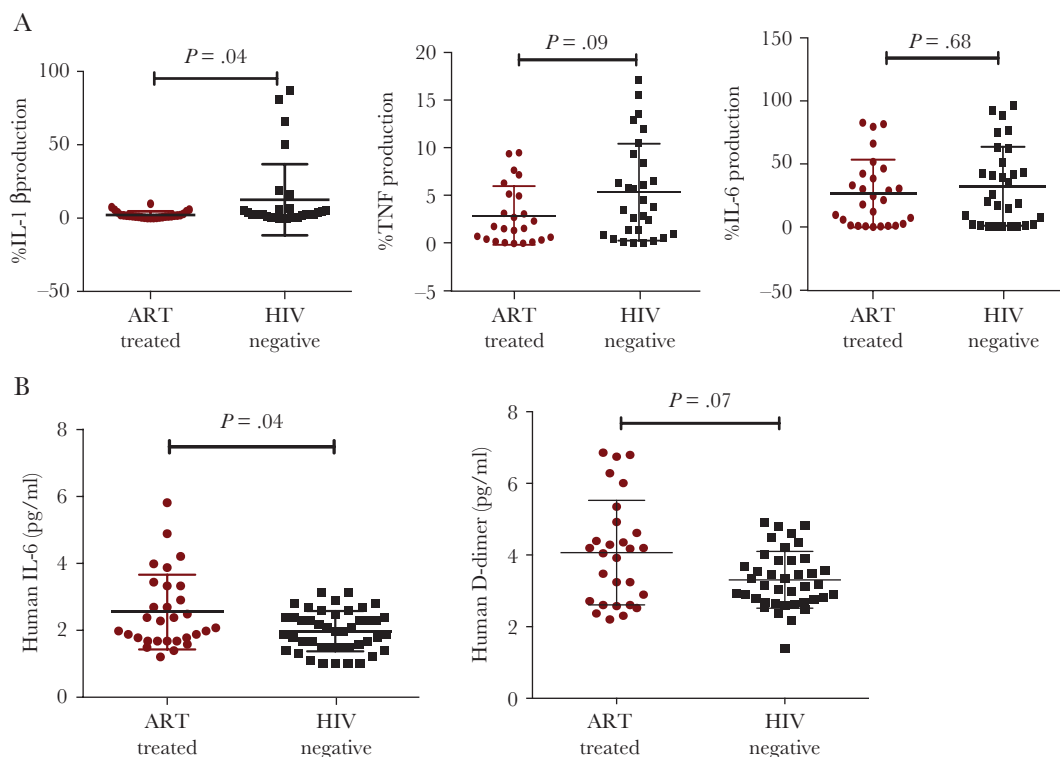 A
P = .04
%IL-1 βproduction
100
50
0
−50
ART
treated
HIV
negative
P = .09
%TNF production
20
15
10
5
0
−5
ART
treated
HIV
negative
P = .68
%IL-6 production
150
100
50
0
−50
ART
treated
HIV
negative
B
P = .04
Human IL-6 (pg/ml)
8
6
4
2
0
ART
treated
HIV
negative
P = .07
Human D-dimer (pg/ml)
8
6
4
2
0
ART
treated
HIV
negative